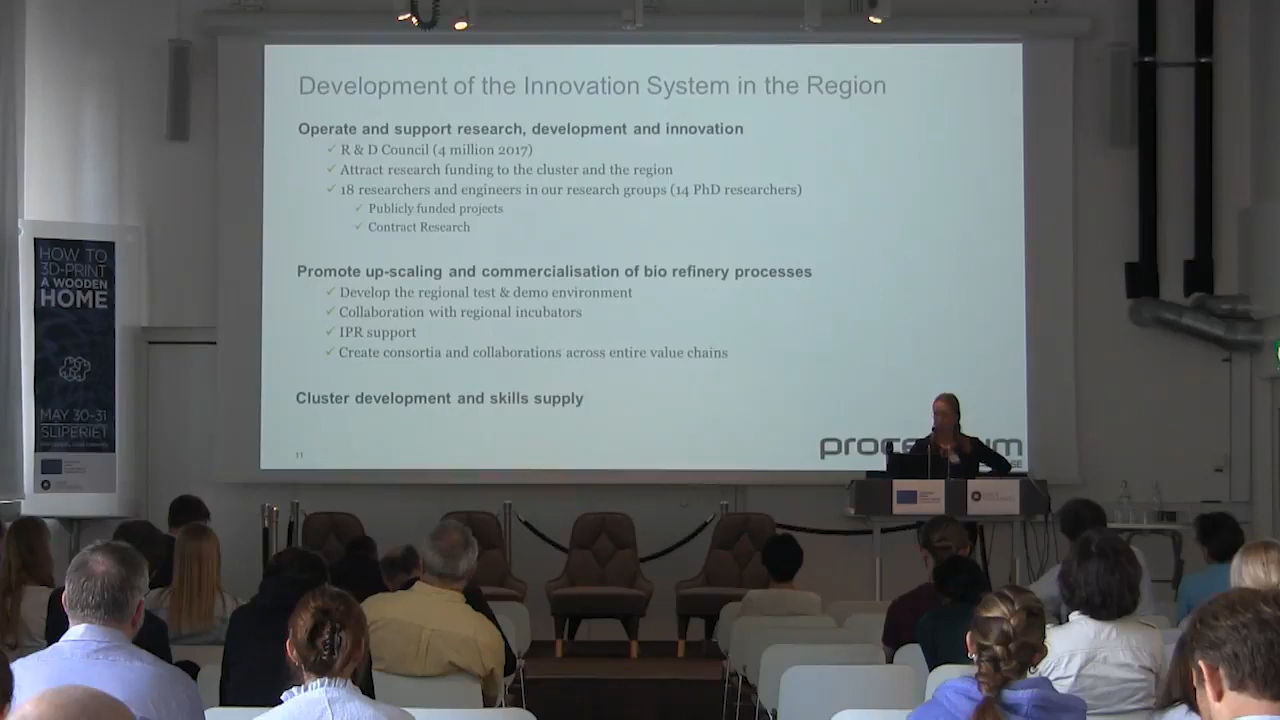 Development of the Innovation System in the Region
Operate and support research, development and innovation
✓ R & D Council (4 million 2017)
✓ Attract research funding to the cluster and the region
✓ 18 researchers and engineers in our research groups (14 PhD researchers)
✓ Publicly funded projects
✓ Contract Research
Promote up-scaling and commercialisation of bio refinery processes
✓ Develop the regional test & demo environment
✓ Collaboration with regional incubators
✓ IPR support
✓ Create consortia and collaborations across entire value chains
Cluster development and skills supply
11
HOW TO
3D-PRINT
A WOODEN
HOME
MAY 30-31
SLIPERIET